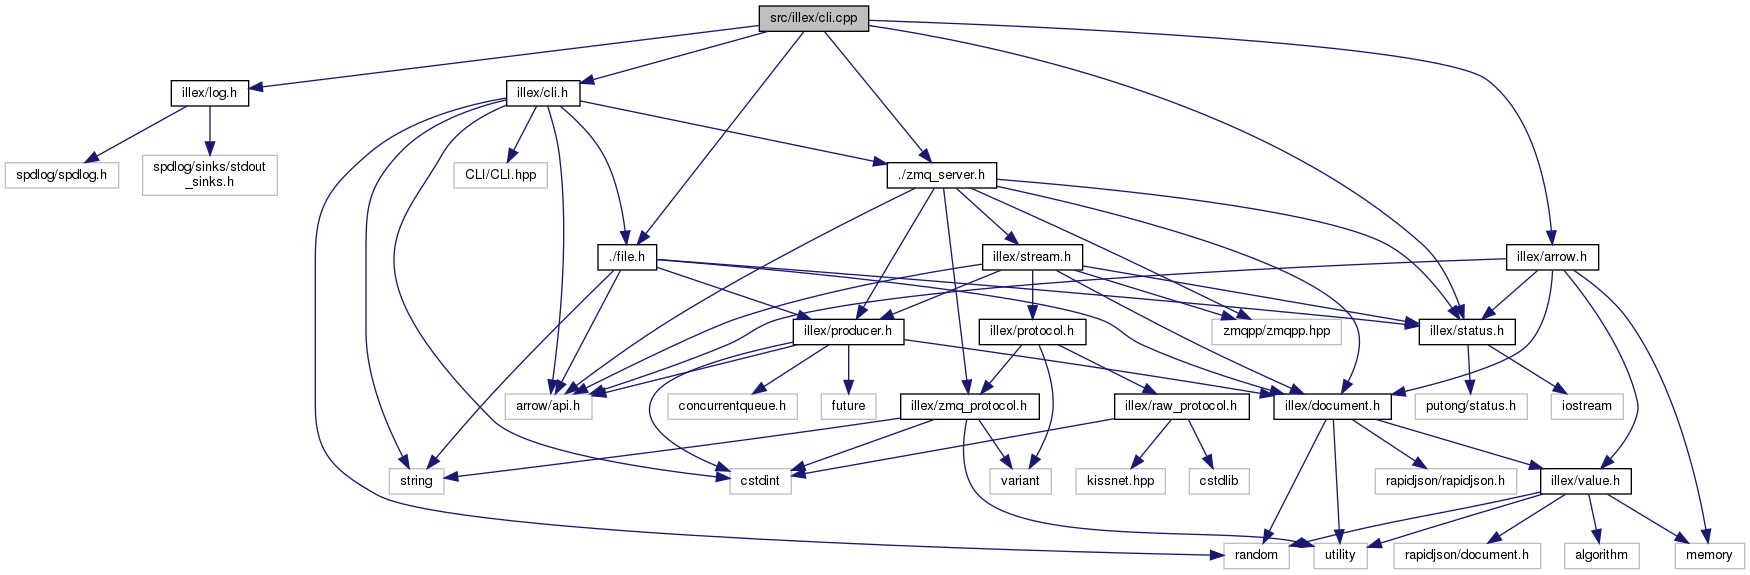 src/illex/cli.cpp
illex/log.h
illex/cli.h
spdlog/spdlog.h
spdlog/sinks/stdout
_sinks.h
CLI/CLI.hpp
./zmq_server.h
./file.h
illex/stream.h
illex/arrow.h
illex/producer.h
illex/protocol.h
zmqpp/zmqpp.hpp
illex/status.h
arrow/api.h
concurrentqueue.h
future
illex/zmq_protocol.h
illex/raw_protocol.h
illex/document.h
putong/status.h
iostream
string
cstdint
variant
kissnet.hpp
cstdlib
rapidjson/rapidjson.h
illex/value.h
random
utility
rapidjson/document.h
algorithm
memory